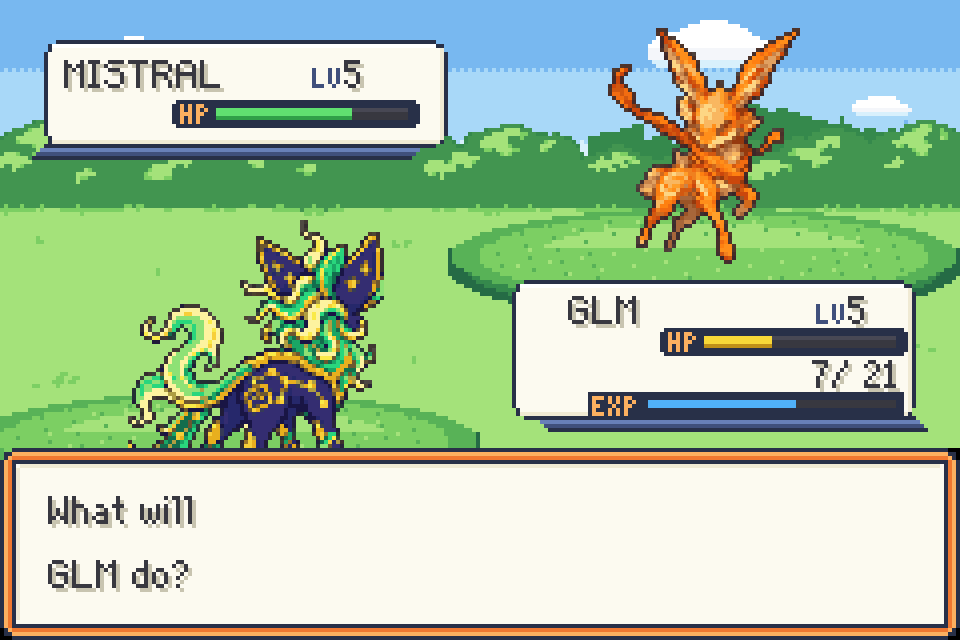 MISTRAL Lv5
HP
GLM Lv5
HP
7/ 21
EXP
What will
GLM do?